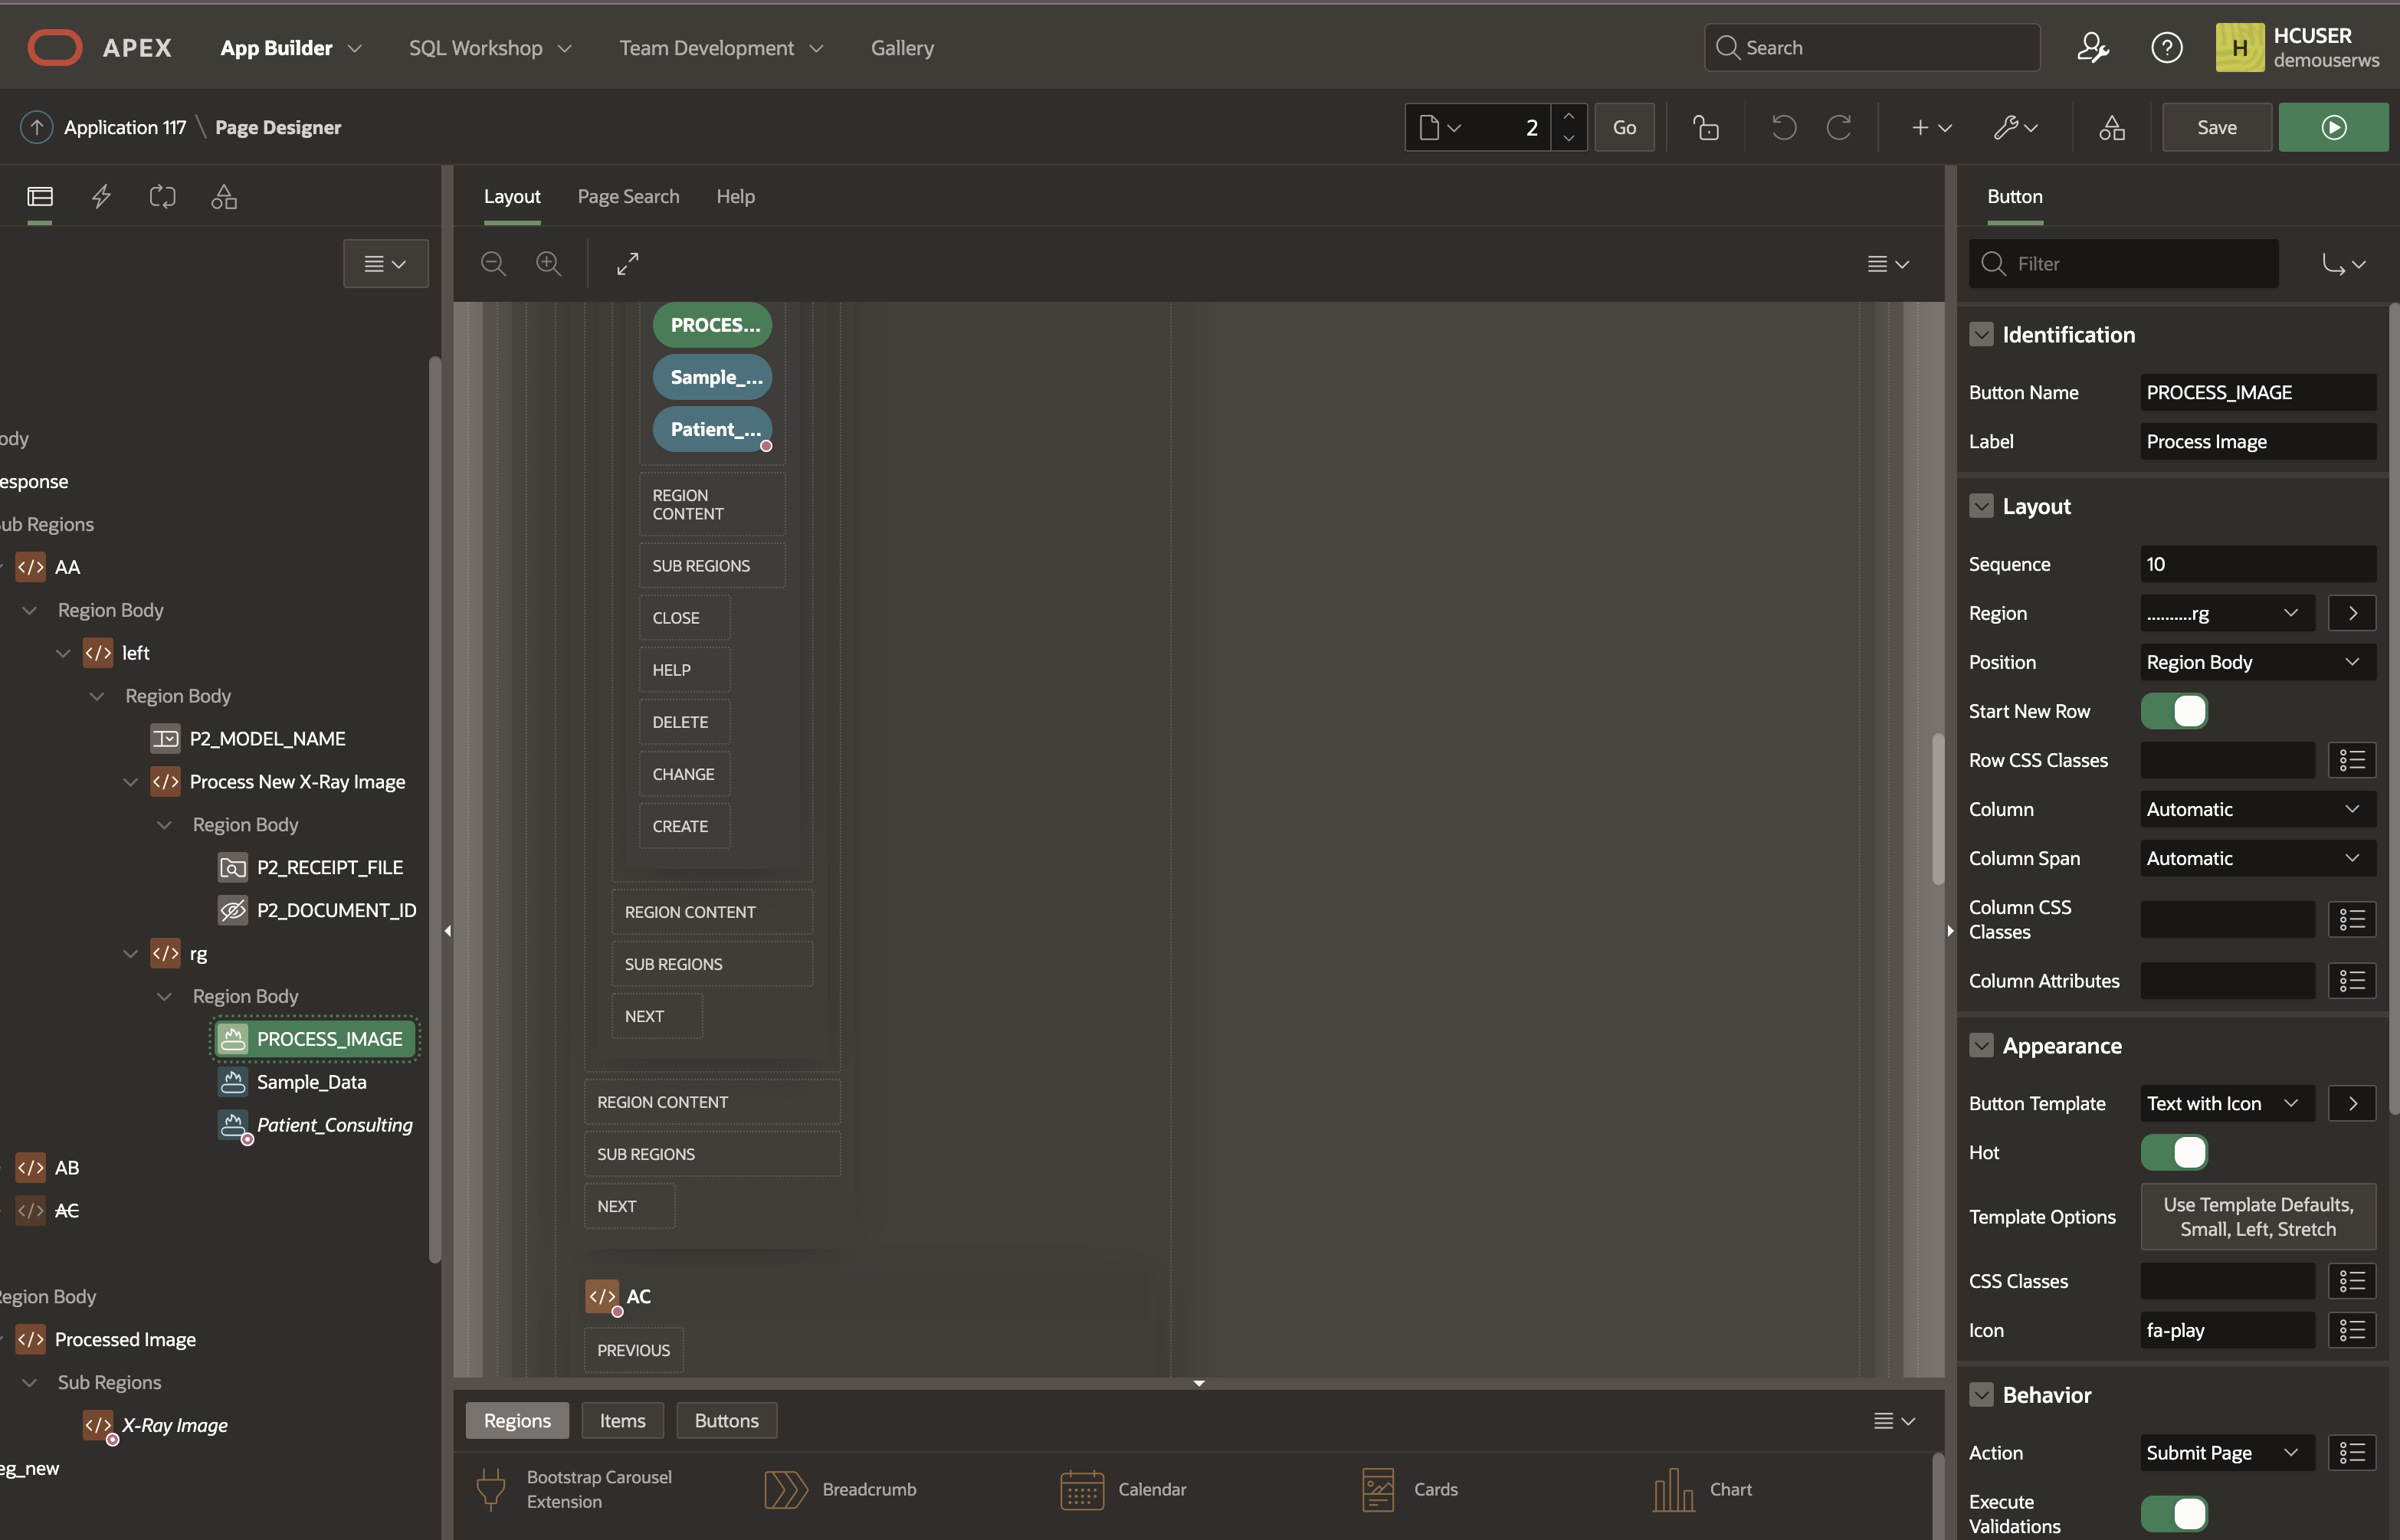 APEX
App Builder
SQL Workshop
Team Development
Gallery
Search
H
HCUSER
demouserws
Application 117 \ Page Designer
2
Go
Save
ody
esponse
ub Regions
AA
Region Body
left
Region Body
P2_MODEL_NAME
Process New X-Ray Image
Region Body
P2_RECEIPT_FILE
P2_DOCUMENT_ID
rg
Region Body
PROCESS_IMAGE
Sample_Data
Patient_Consulting
AB
AC
egion Body
Processed Image
Sub Regions
X-Ray Image
eg_new
Layout
Page Search
Help
PROCES...
Sample_...
Patient_...
REGION
CONTENT
SUB REGIONS
CLOSE
HELP
DELETE
CHANGE
CREATE
REGION CONTENT
SUB REGIONS
NEXT
REGION CONTENT
SUB REGIONS
NEXT
AC
PREVIOUS
Regions
Items
Buttons
Bootstrap Carousel
Extension
Breadcrumb
Calendar
Cards
Chart
Button
Filter
Identification
Button Name PROCESS_IMAGE
Label Process Image
Layout
Sequence 10
Region ..........rg
Position Region Body
Start New Row
Row CSS Classes
Column Automatic
Column Span Automatic
Column CSS
Classes
Column Attributes
Appearance
Button Template Text with Icon
Hot
Template Options Use Template Defaults,
Small, Left, Stretch
CSS Classes
Icon fa-play
Behavior
Action Submit Page
Execute
Validations